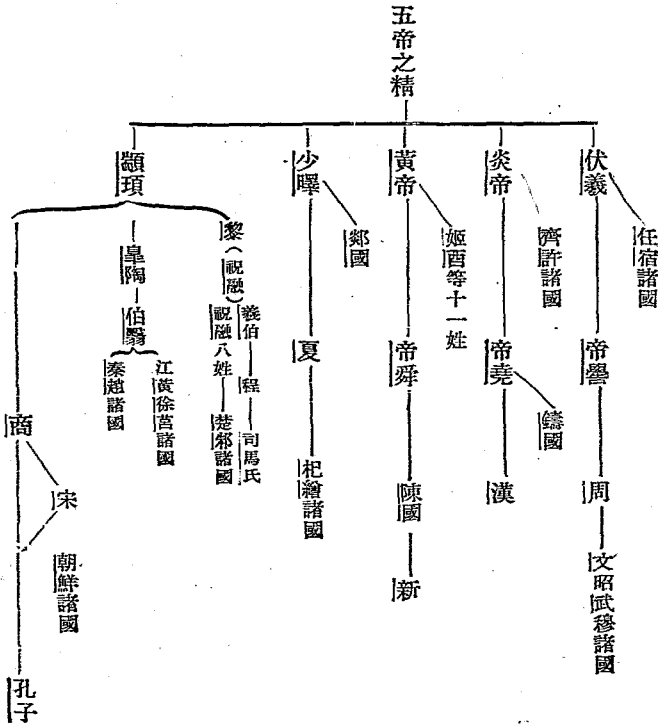 五帝之精
伏羲
任宿諸國
帝嚳
周
文昭武穆諸國
炎帝
齊許諸國
帝堯
鑄國
漢
黃帝
姬酉等十一姓
帝舜
陳國
新
少暤
郯國
夏
杞繒諸國
顓頊
黎(祝融)
羲伯
程
司馬氏
祝融八姓
楚邾諸國
皐陶
伯翳
江黃徐莒諸國
秦趙諸國
商
宋
朝鮮諸國
孔子